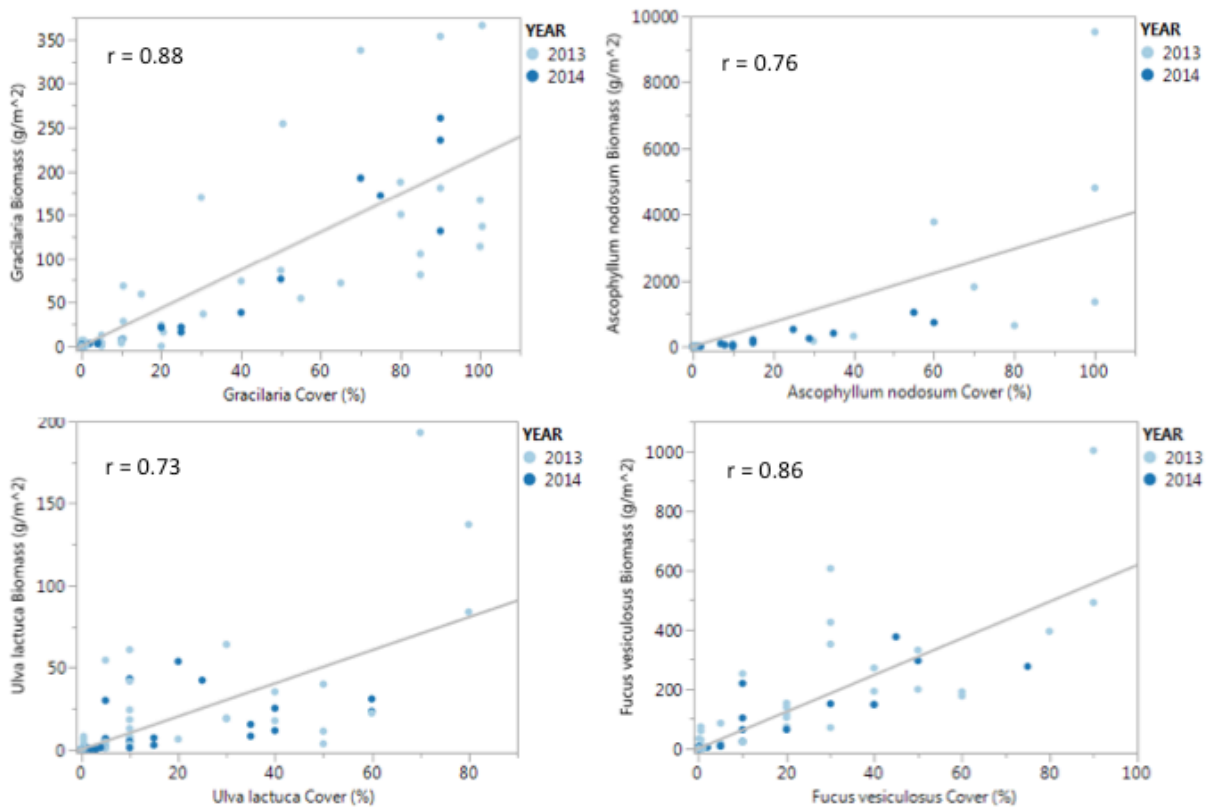 r = 0.88
YEAR
2013
2014
Gracilaria Biomass (g/m^2)
350
300
250
200
150
100
50
0
0 20 40 60 80 100
Gracilaria Cover (%)
r = 0.76
YEAR
2013
2014
Ascophyllum nodosum Biomass (g/m^2)
10000
8000
6000
4000
2000
0
0 20 40 60 80 100
Ascophyllum nodosum Cover (%)
r = 0.73
YEAR
2013
2014
Ulva lactuca Biomass (g/m^2)
200
150
100
50
0
0 20 40 60 80
Ulva lactuca Cover (%)
r = 0.86
YEAR
2013
2014
Fucus vesiculosus Biomass (g/m^2)
1000
800
600
400
200
0
0 20 40 60 80 100
Fucus vesiculosus Cover (%)